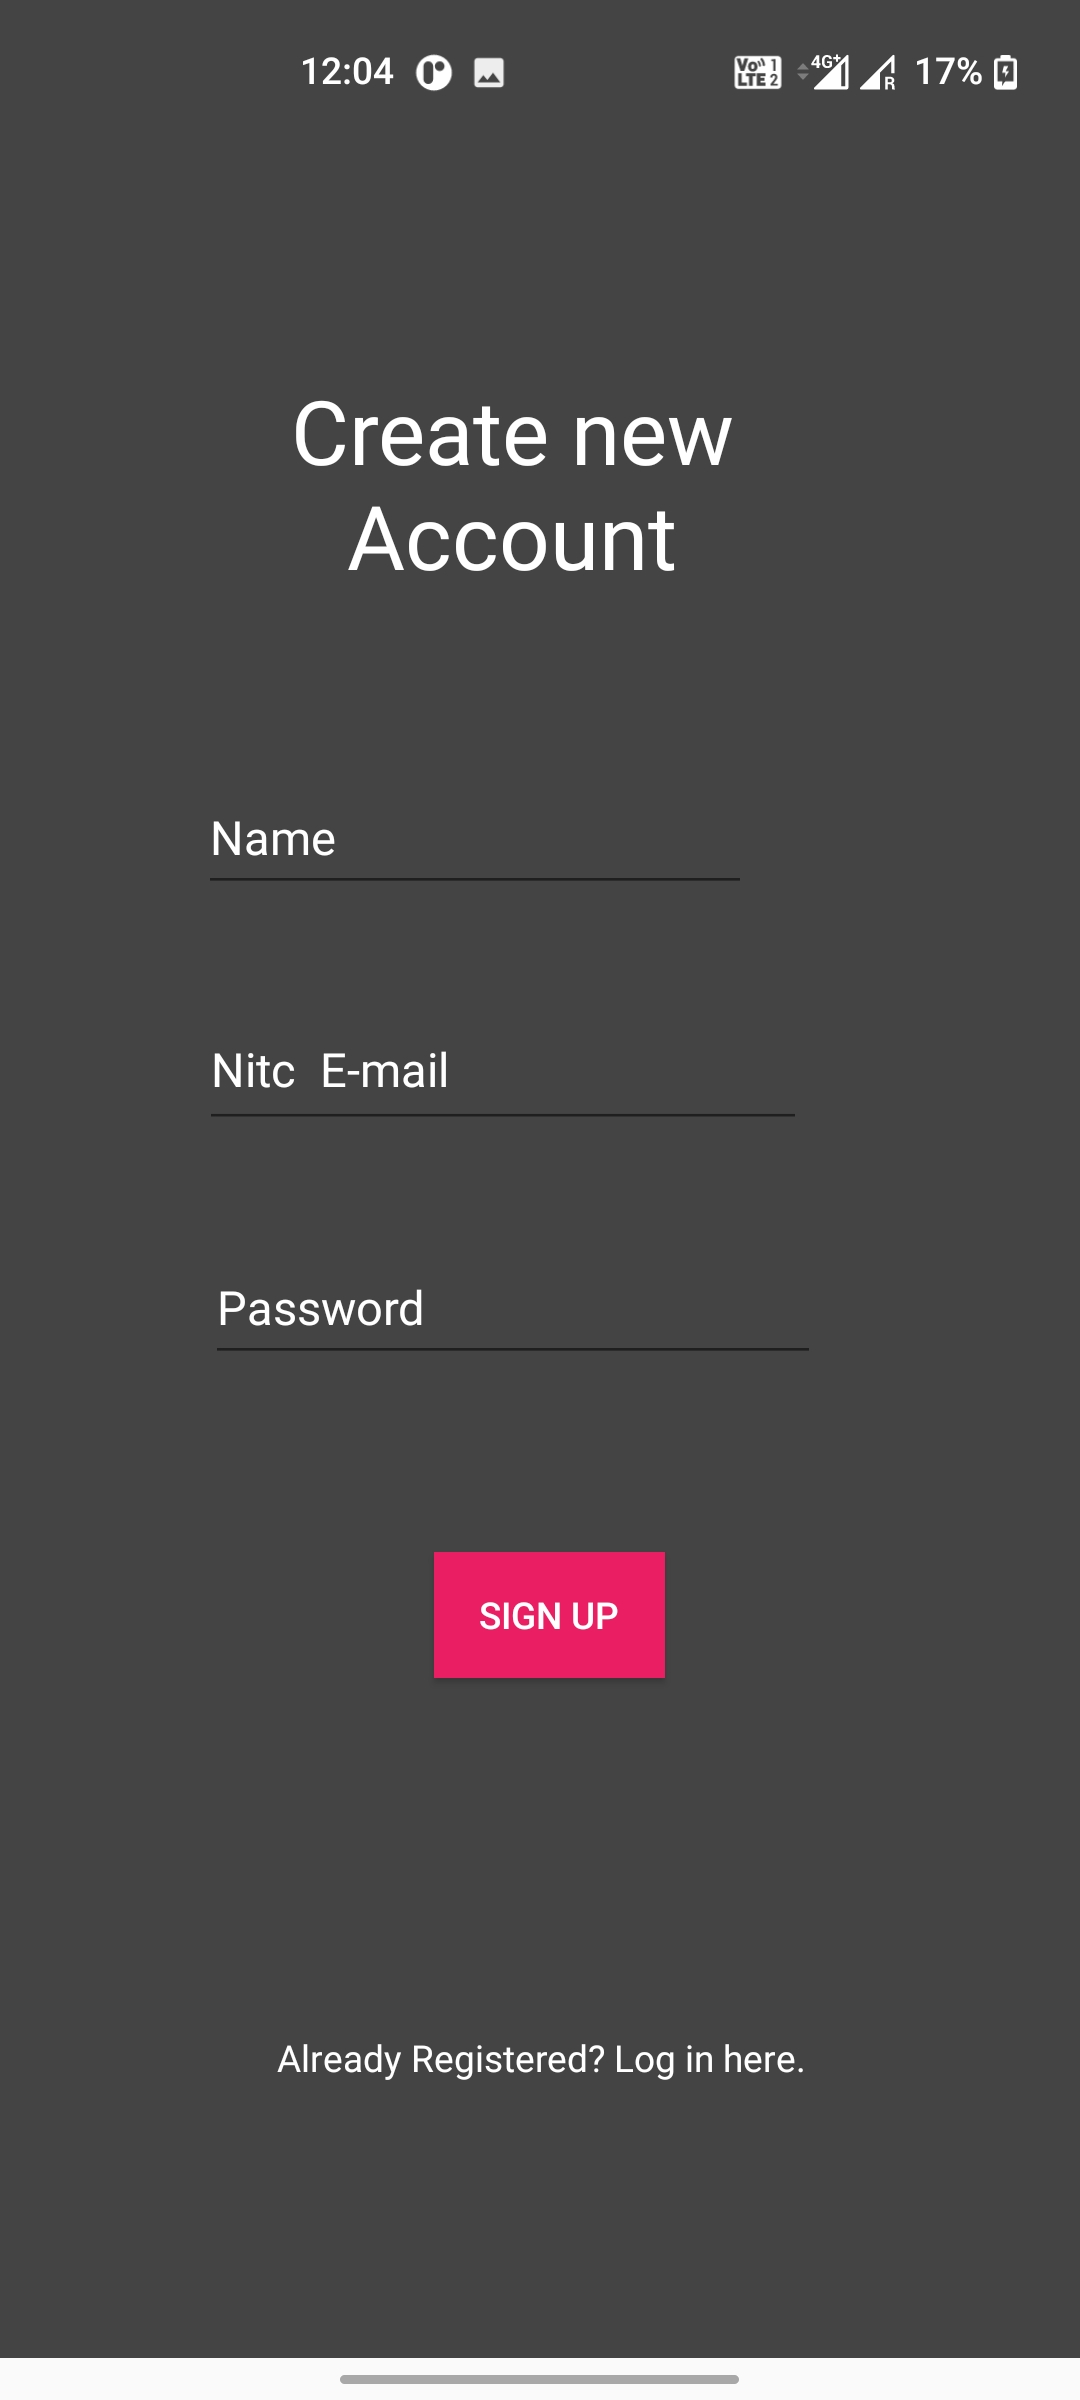 12:04 Vo)) 1 LTE 2 4G+ R 17%
Create new
Account
Name
Nitc  E-mail
Password
SIGN UP
Already Registered? Log in here.